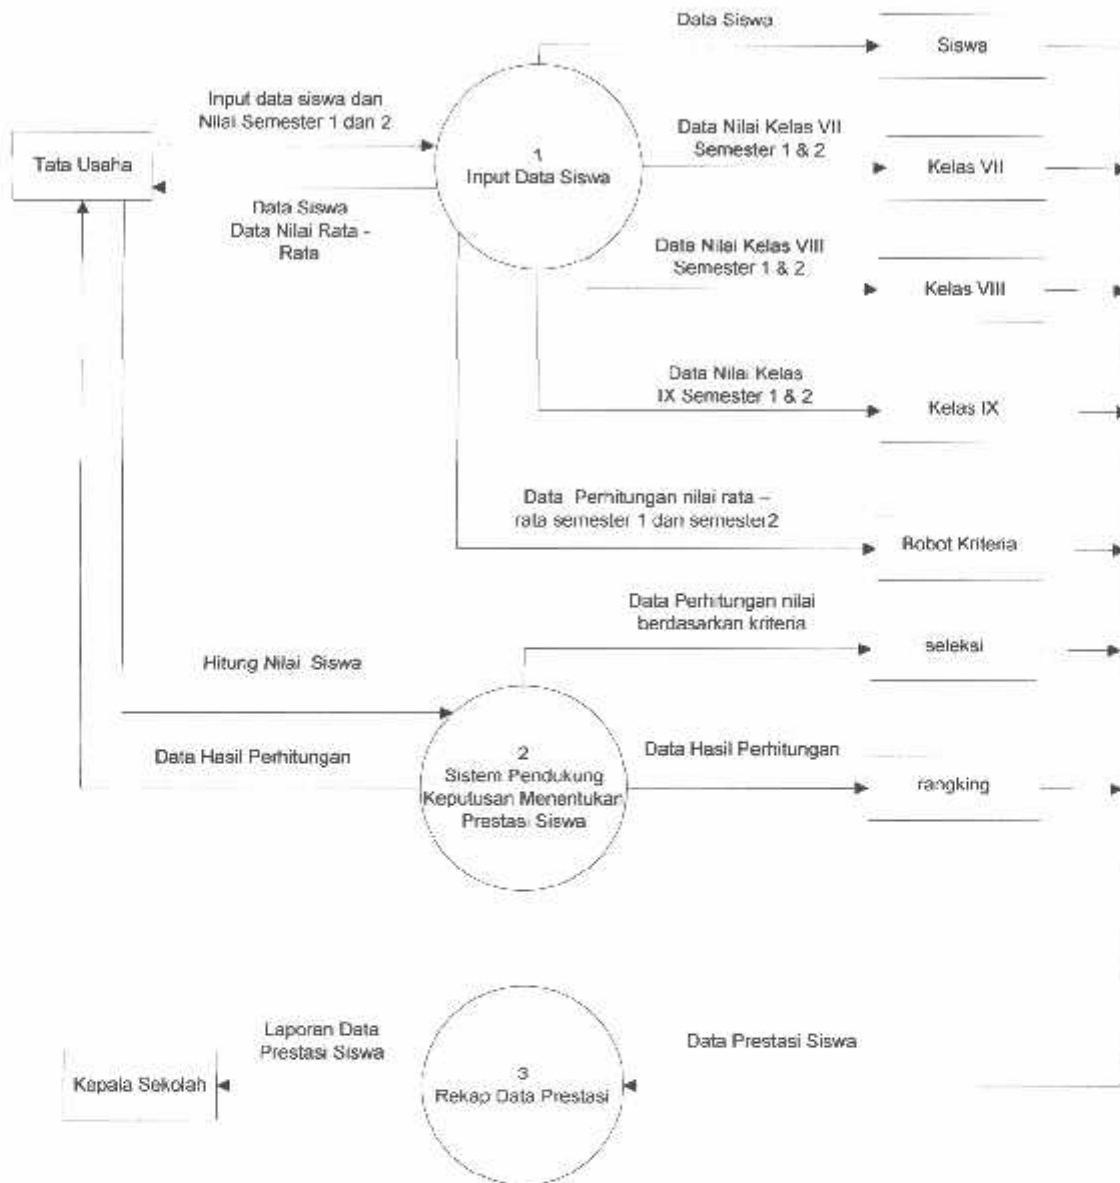 Data Siswa
Siswa
Input data siswa dan
Nilai Semester 1 dan 2
Tata Usaha
1
Input Data Siswa
Data Nilai Kelas VII
Semester 1 & 2
Kelas VII
Data Siswa
Data Nilai Rata -
Rata
Data Nilai Kelas VIII
Semester 1 & 2
Kelas VIII
Data Nilai Kelas
IX Semester 1 & 2
Kelas IX
Data Perhitungan nilai rata –
rata semester 1 dan semester2
Bobot Kriteria
Data Perhitungan nilai
berdasarkan kriteria
seleksi
Hitung Nilai Siswa
Data Hasil Perhitungan
2
Sistem Pendukung
Keputusan Menentukan
Prestasi Siswa
Data Hasil Perhitungan
rangking
Laporan Data
Prestasi Siswa
Kepala Sekolah
3
Rekap Data Prestasi
Data Prestasi Siswa